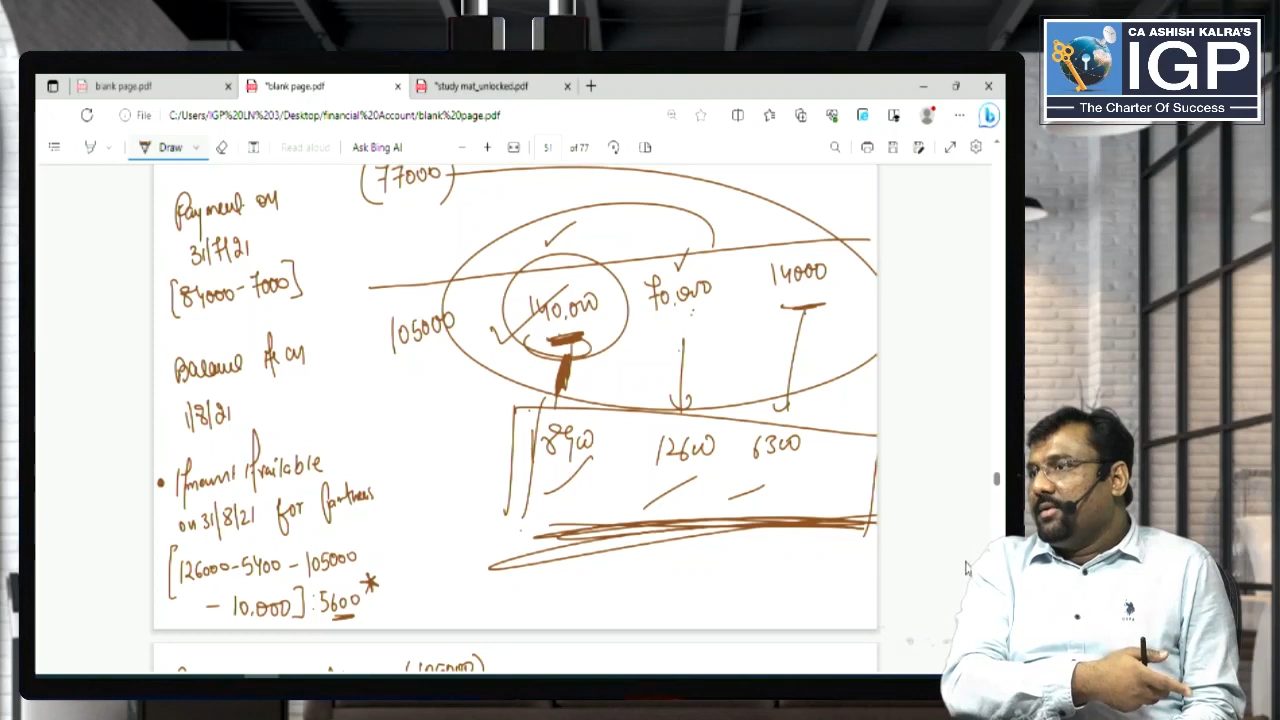 CA ASHISH KALRA'S
IGP
The Charter Of Success
blank page.pdf
*blank page.pdf
*study mat_unlocked.pdf
File
C:/Users/IGP%20LN%203/Desktop/financial%20Account/blank%20page.pdf
Draw
Read aloud
Ask Bing AI
51
of 77
(77000)
Payment on
31/7/21
[84000-7000]
105000
140,000
70,000
14000
Balance
on
1/8/21
8400
12600
6300
• Amount Available
on 31/8/21 for Partners
[126000-5400-105000
- 10,000] : 5600 *
(105000)